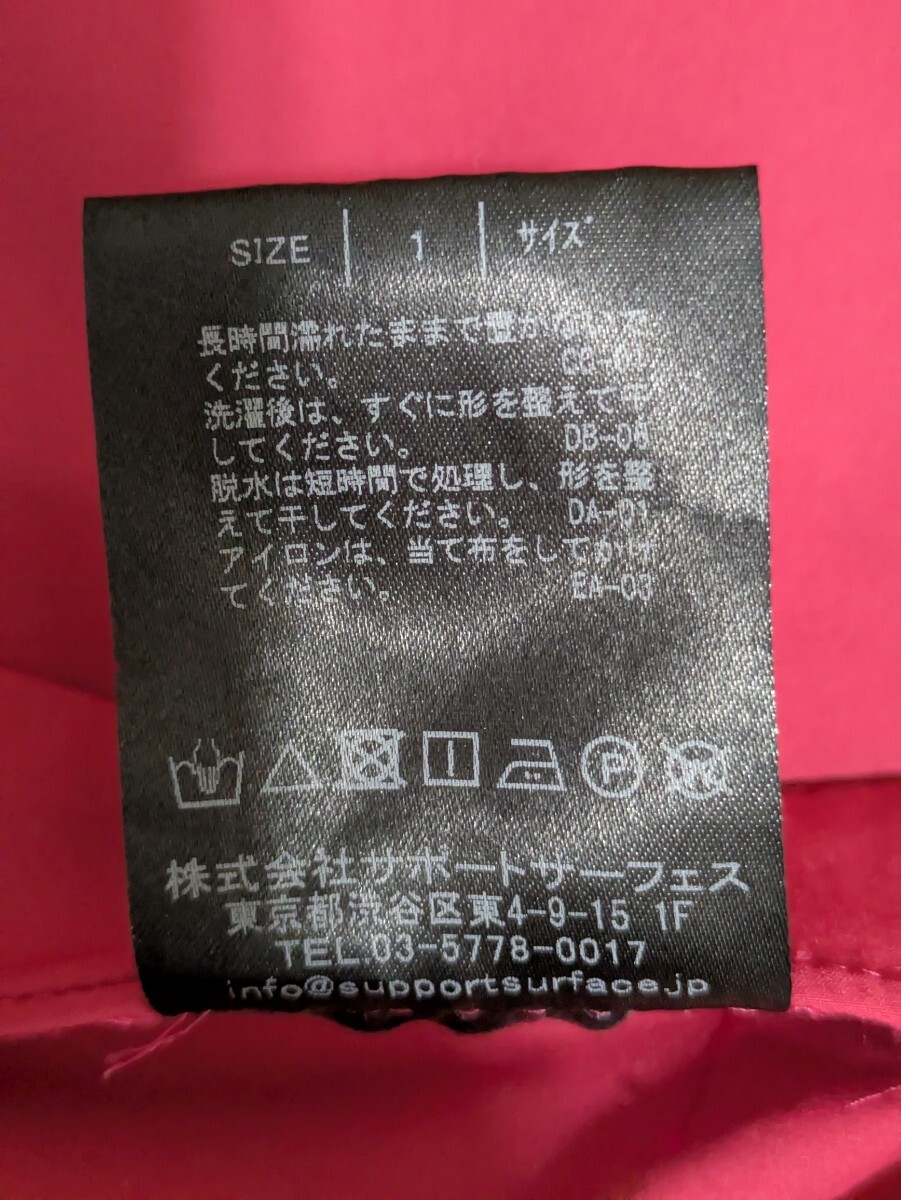 SIZE 1 サイズ
長時間濡れたままで置かないで
ください。
洗濯後は、すぐに形を整えて干
してください。 DB-06
脱水は短時間で処理し、形を整
えて干してください。 DA-01
アイロンは、当て布をしてかけ
てください。 EA-03
P
株式会社サポートサーフェス
東京都渋谷区東4-9-15 1F
TEL.03-5778-0017
info@supportsurface.jp